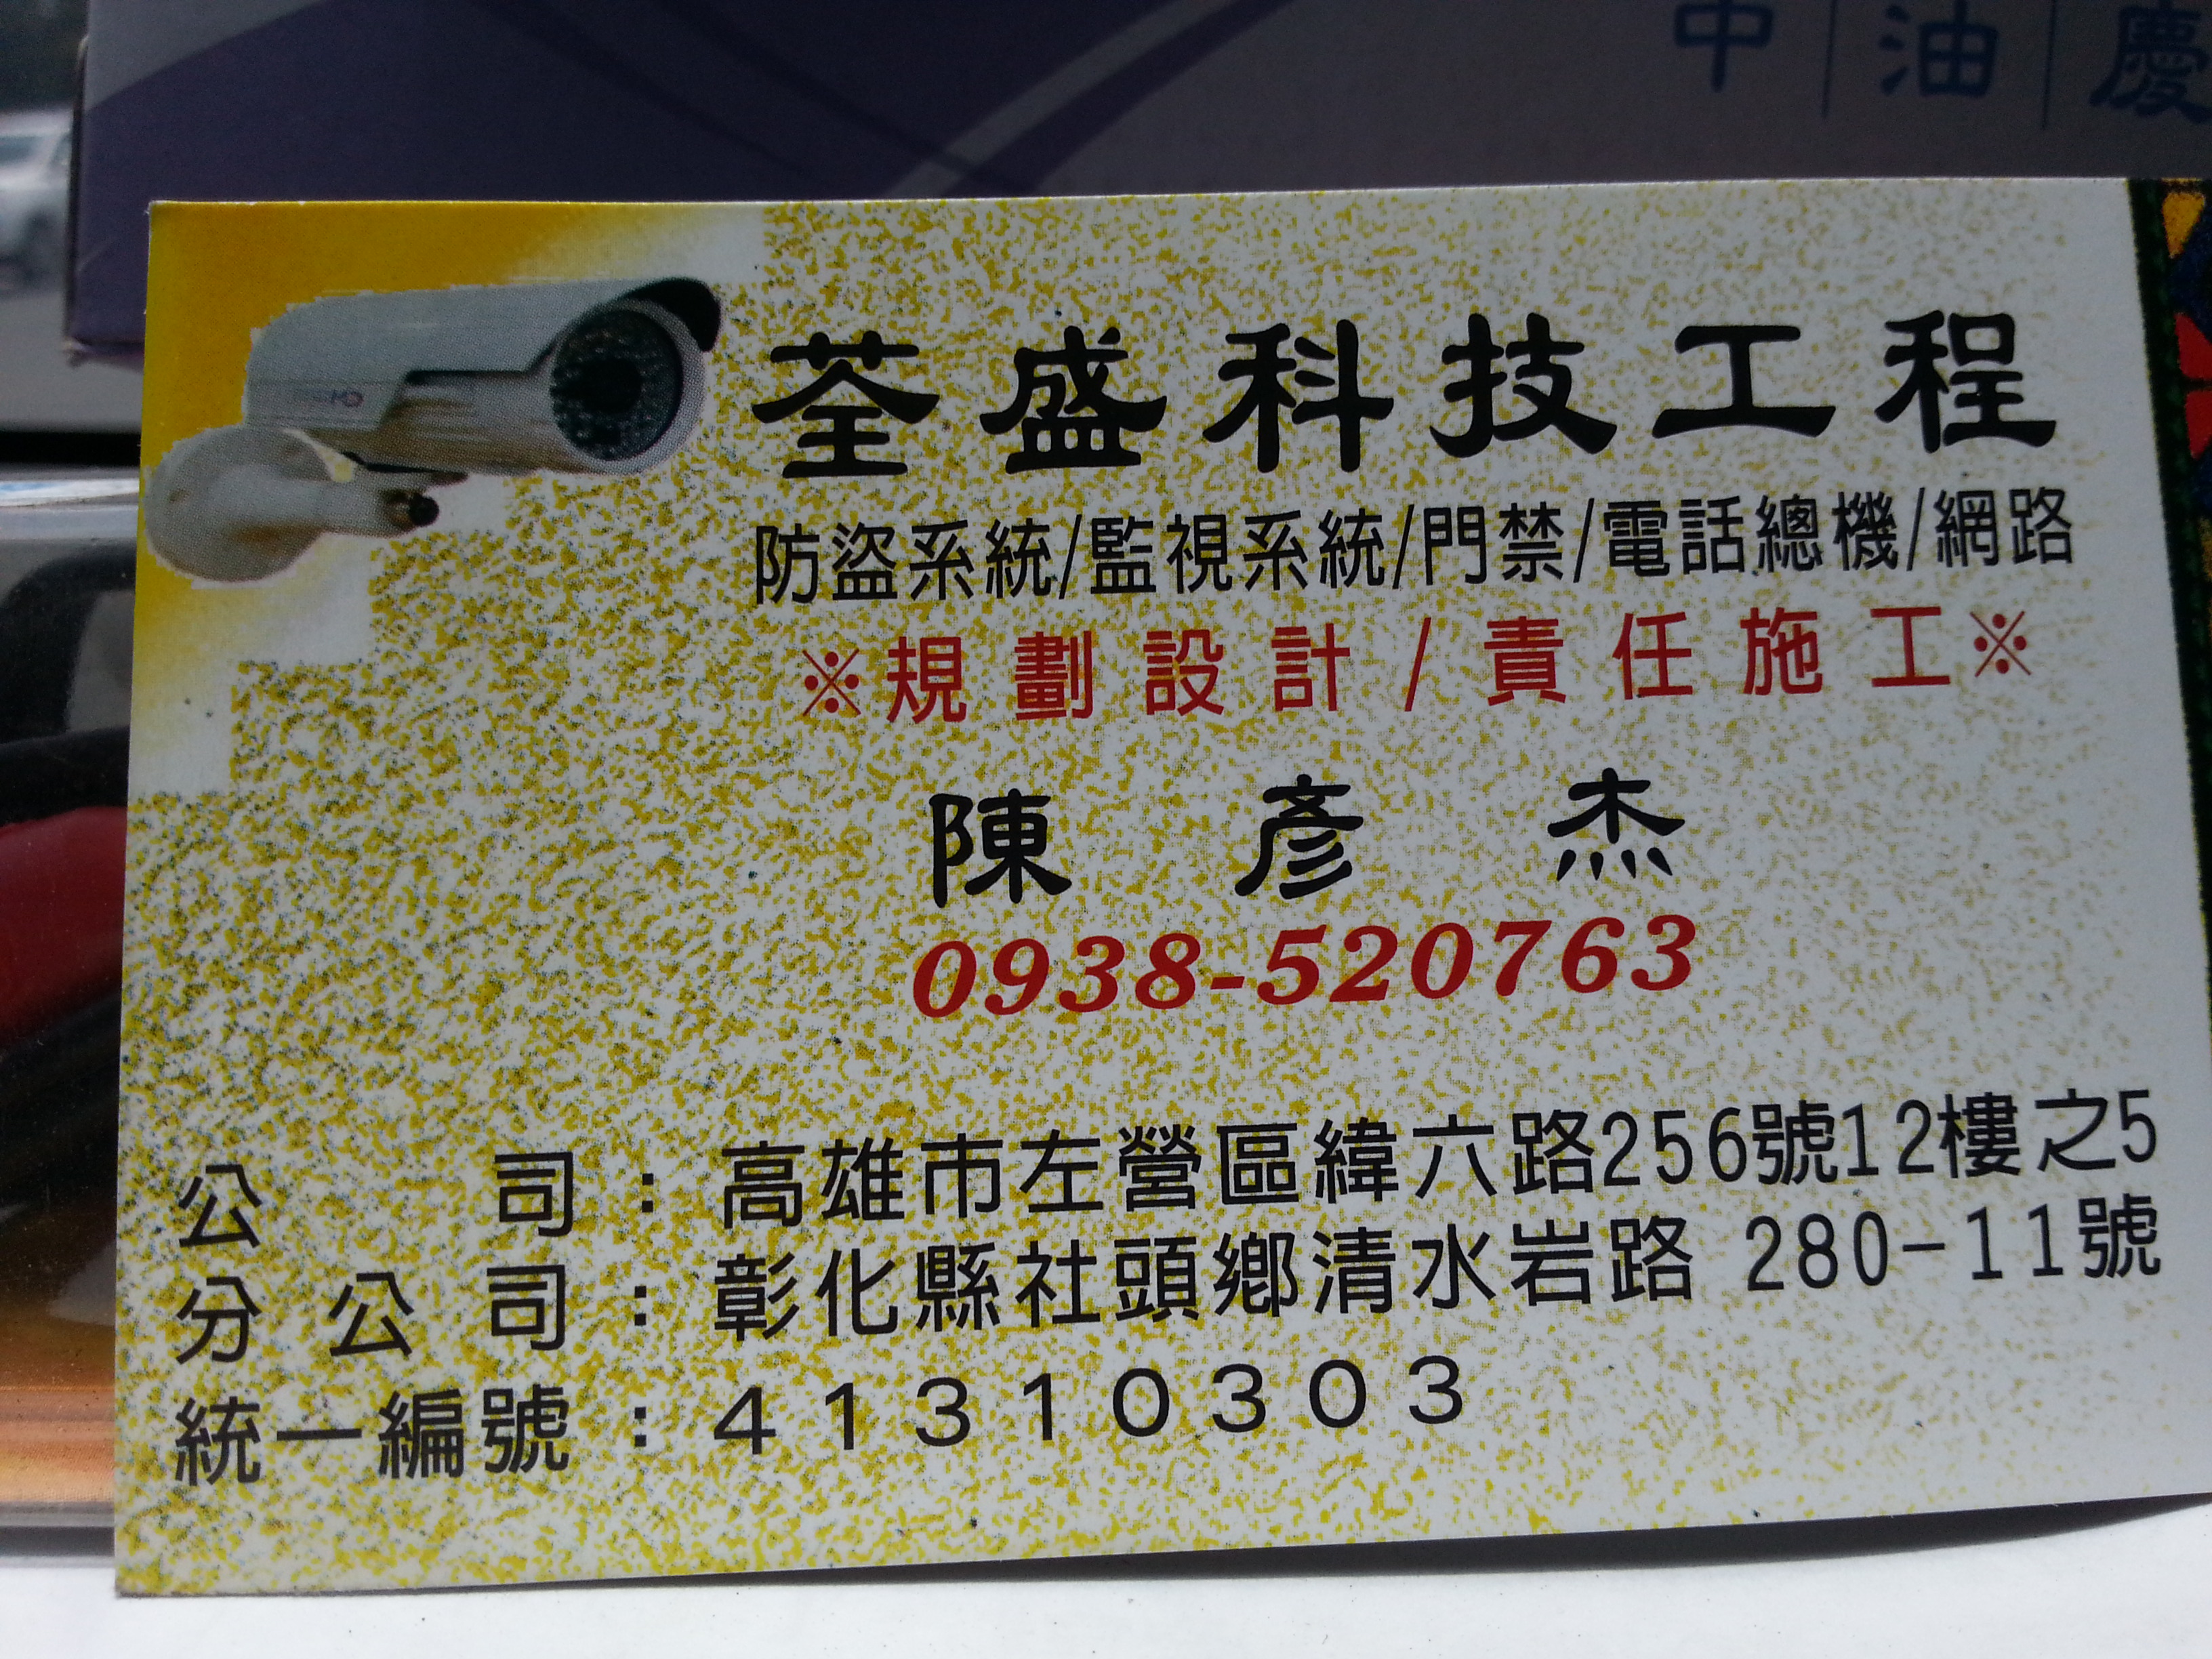 中|油|慶
荃盛科技工程
防盜系統/監視系統/門禁/電話總機/網路
※規劃設計/責任施工※
陳彥杰
0938-520763
公司：高雄市左營區緯六路256號12樓之5
分公司：彰化縣社頭鄉清水岩路 280-11號
統一編號：41310303